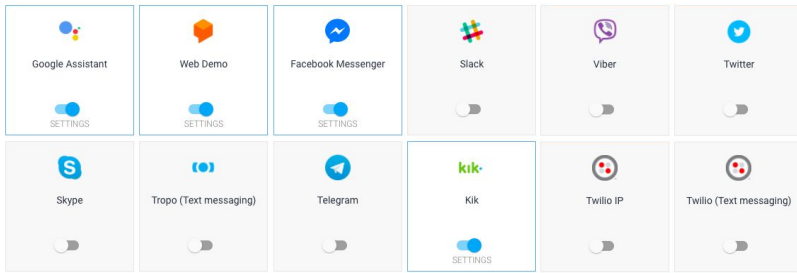 Google Assistant
Web Demo
Facebook Messenger
Slack
Viber
Twitter
SETTINGS
SETTINGS
SETTINGS
S
Skype
Tropo (Text messaging)
Telegram
kik.
Kik
Twilio IP
Twilio (Text messaging)
SETTINGS